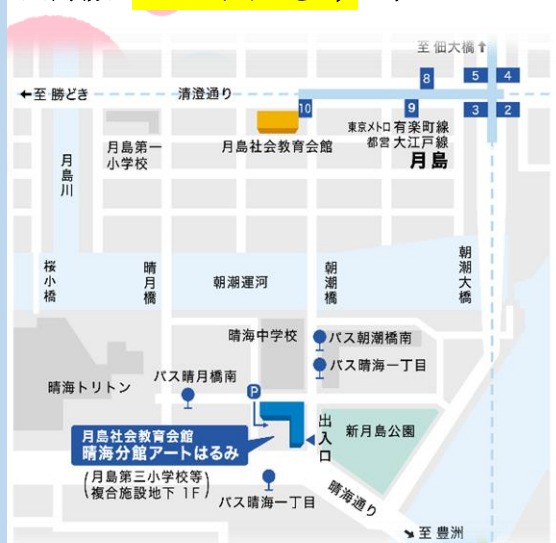 至 佃大橋↑
8
5
4
←至 勝どき
清澄通り
10
9
3
2
東京メトロ 有楽町線
都営 大江戸線
月島
月島第一
小学校
月島社会教育会館
月島川
桜小橋
晴月橋
朝潮運河
朝潮橋
朝潮大橋
晴海中学校
バス朝潮橋南
バス晴海一丁目
晴海トリトン
バス晴月橋南
P
月島社会教育会館
晴海分館アートはるみ
(月島第三小学校等
複合施設地下 1F)
出入口
新月島公園
バス晴海一丁目
晴海通り
↘至 豊洲